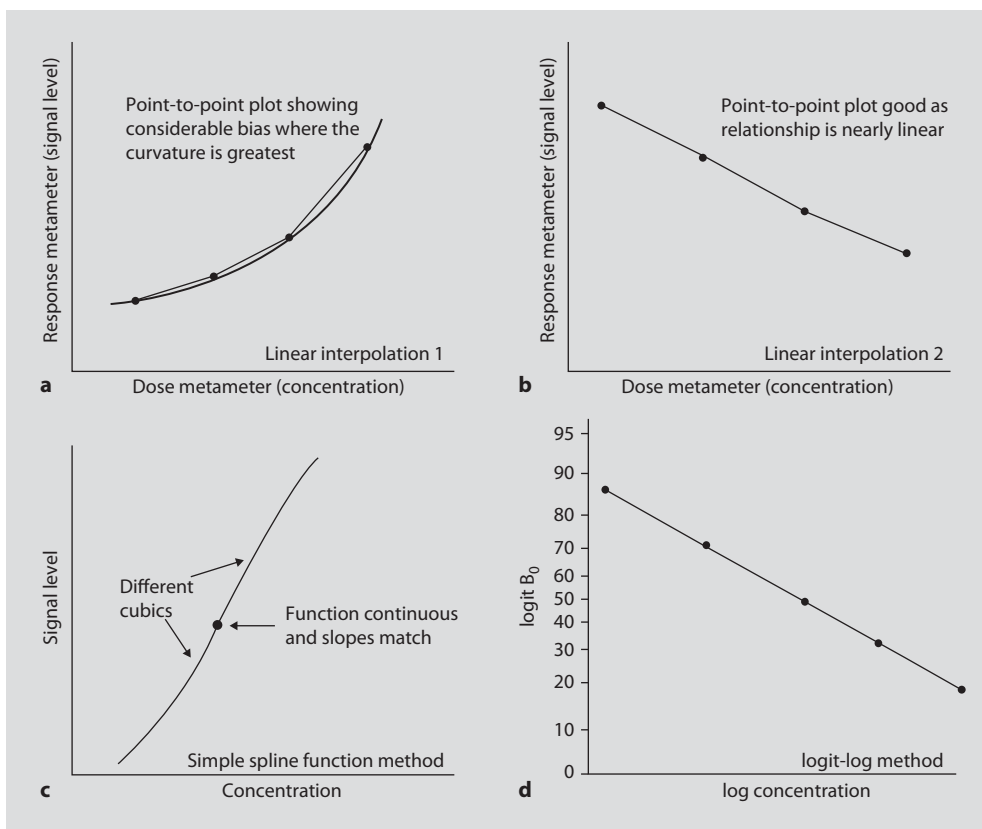 Response metameter (signal level)
Point-to-point plot showing
considerable bias where the
curvature is greatest
Linear interpolation 1
a
Dose metameter (concentration)
Response metameter (signal level)
Point-to-point plot good as
relationship is nearly linear
Linear interpolation 2
b
Dose metameter (concentration)
Signal level
Different
cubics
Function continuous
and slopes match
Simple spline function method
c
Concentration
logit B₀
95
90
80
70
60
50
40
30
20
10
0
logit-log method
d
log concentration